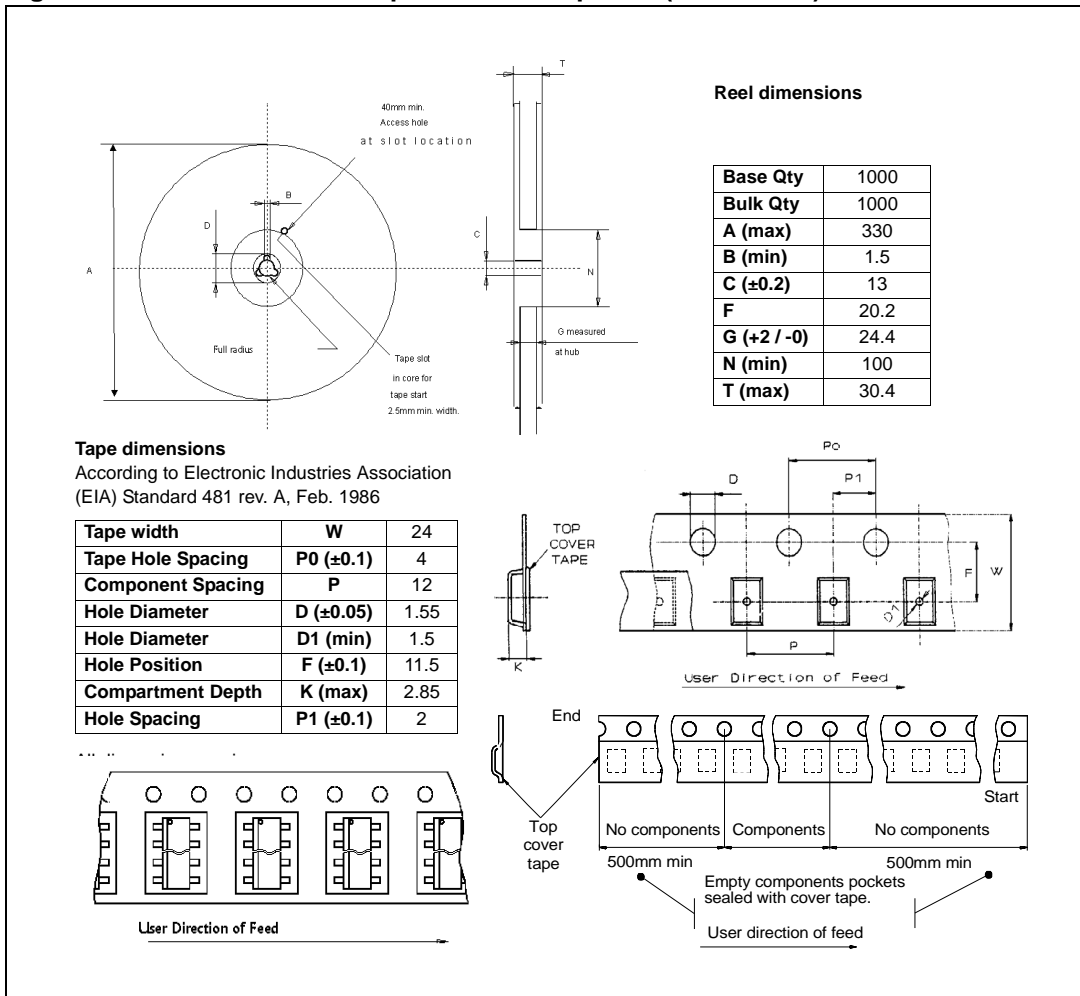 T
40mm min.
Access hole
at slot location
B
D
C
A
N
G measured
at hub
Full radius
Tape slot
in core for
tape start
2.5mm min. width.
Reel dimensions
Base Qty 1000
Bulk Qty 1000
A (max) 330
B (min) 1.5
C (±0.2) 13
F 20.2
G (+2 / -0) 24.4
N (min) 100
T (max) 30.4
Tape dimensions
According to Electronic Industries Association
(EIA) Standard 481 rev. A, Feb. 1986
Tape width W 24
Tape Hole Spacing P0 (±0.1) 4
Component Spacing P 12
Hole Diameter D (±0.05) 1.55
Hole Diameter D1 (min) 1.5
Hole Position F (±0.1) 11.5
Compartment Depth K (max) 2.85
Hole Spacing P1 (±0.1) 2
Po
D
P1
TOP
COVER
TAPE
F
W
D1
K
P
User Direction of Feed
End
Start
Top
cover
tape
No components
Components
No components
500mm min
500mm min
Empty components pockets
sealed with cover tape.
User direction of feed
User Direction of Feed